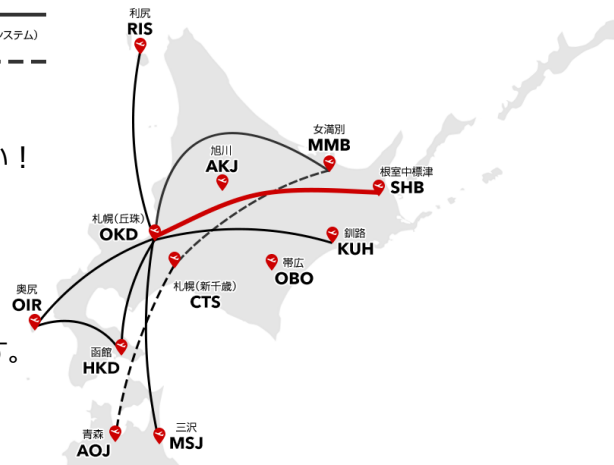 利尻
RIS
システム）
い！
女満別
MMB
旭川
AKJ
根室中標津
SHB
札幌（丘珠）
OKD
釧路
KUH
帯広
OBO
札幌（新千歳）
CTS
奥尻
OIR
函館
HKD
す。
青森
AOJ
三沢
MSJ